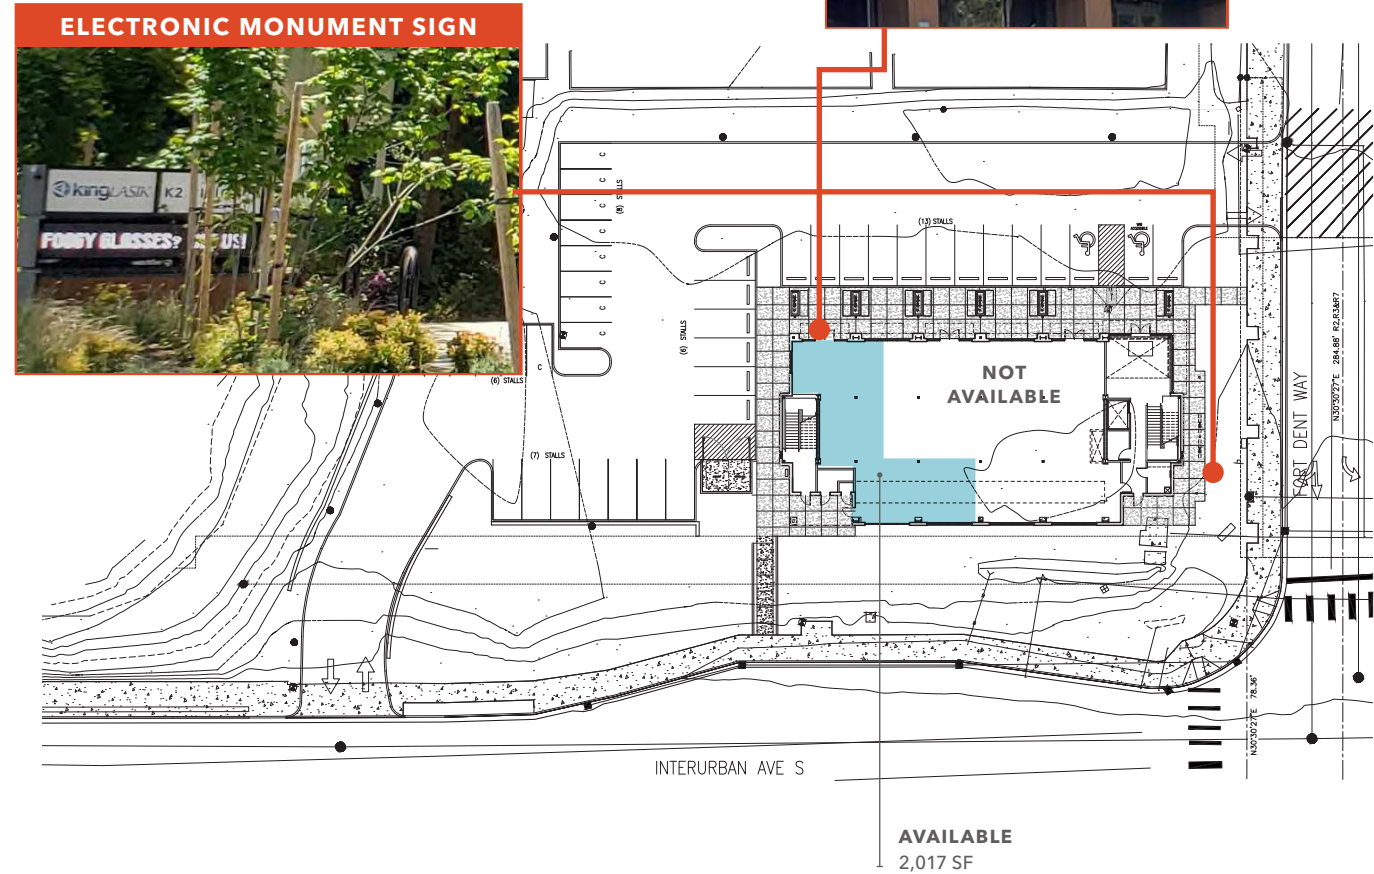 ELECTRONIC MONUMENT SIGN
kingLASIK
K2
FOGGY GLASSES?
US!
C
C
C
C
C
C
C
C
(8) STALLS
(13) STALLS
VAN
ACCESSIBLE
(6) STALLS
(6) STALLS
C
(7) STALLS
NOT
AVAILABLE
FORT DENT WAY
N30°30'27"E 284.88' R2,R3&R7
N30°30'27"E 78.36'
INTERURBAN AVE S
AVAILABLE
2,017 SF